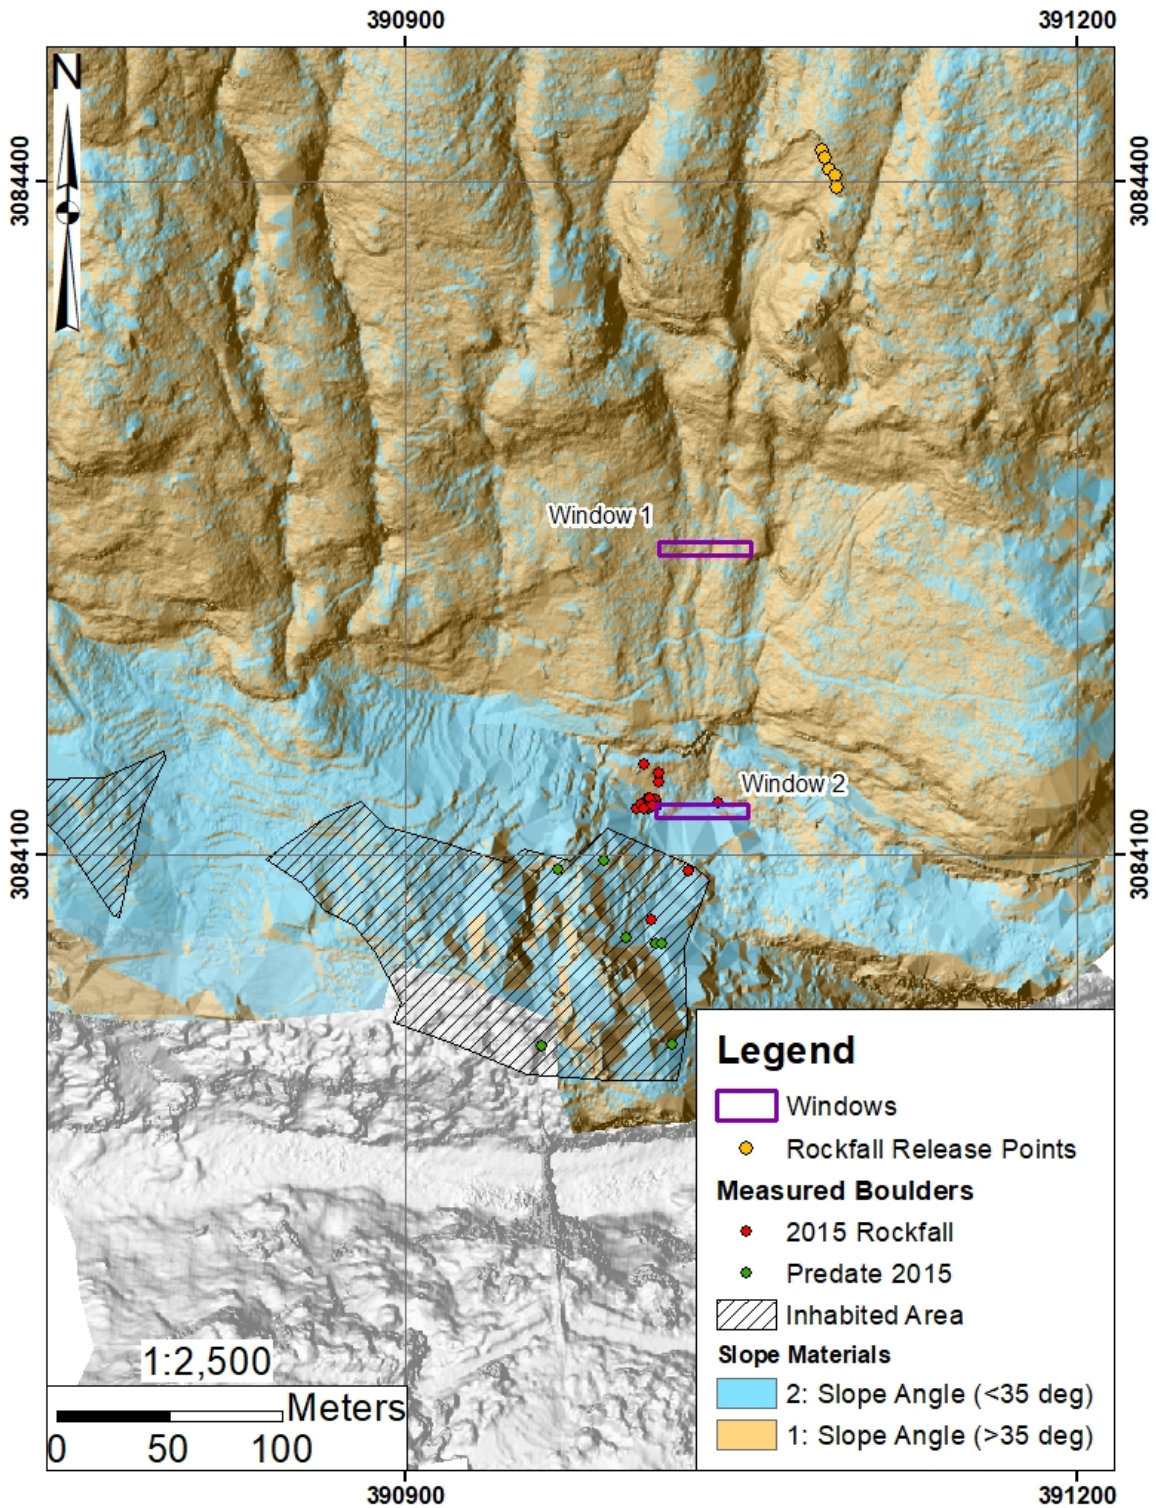 390900
391200
N
3084400
3084400
Window 1
Window 2
3084100
3084100
Legend
Windows
Rockfall Release Points
Measured Boulders
2015 Rockfall
Predate 2015
Inhabited Area
Slope Materials
2: Slope Angle (<35 deg)
1: Slope Angle (>35 deg)
1:2,500
Meters
0 50 100
390900
391200